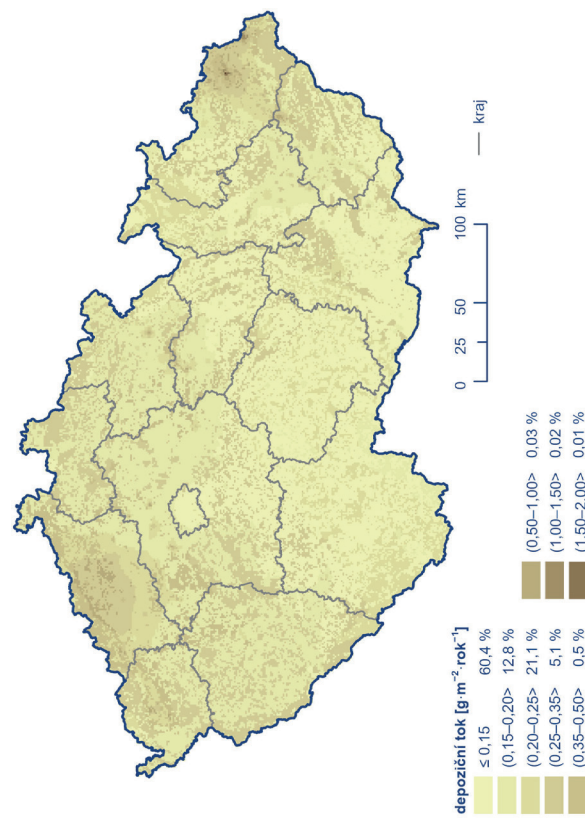 depoziční tok [g·m⁻²·rok⁻¹]
≤ 0,15 60,4 %
(0,15–0,20> 12,8 %
(0,20–0,25> 21,1 %
(0,25–0,35> 5,1 %
(0,35–0,50> 0,5 %
(0,50–1,00> 0,03 %
(1,00–1,50> 0,02 %
(1,50–2,00> 0,01 %
0 25 50 100 km
kraj